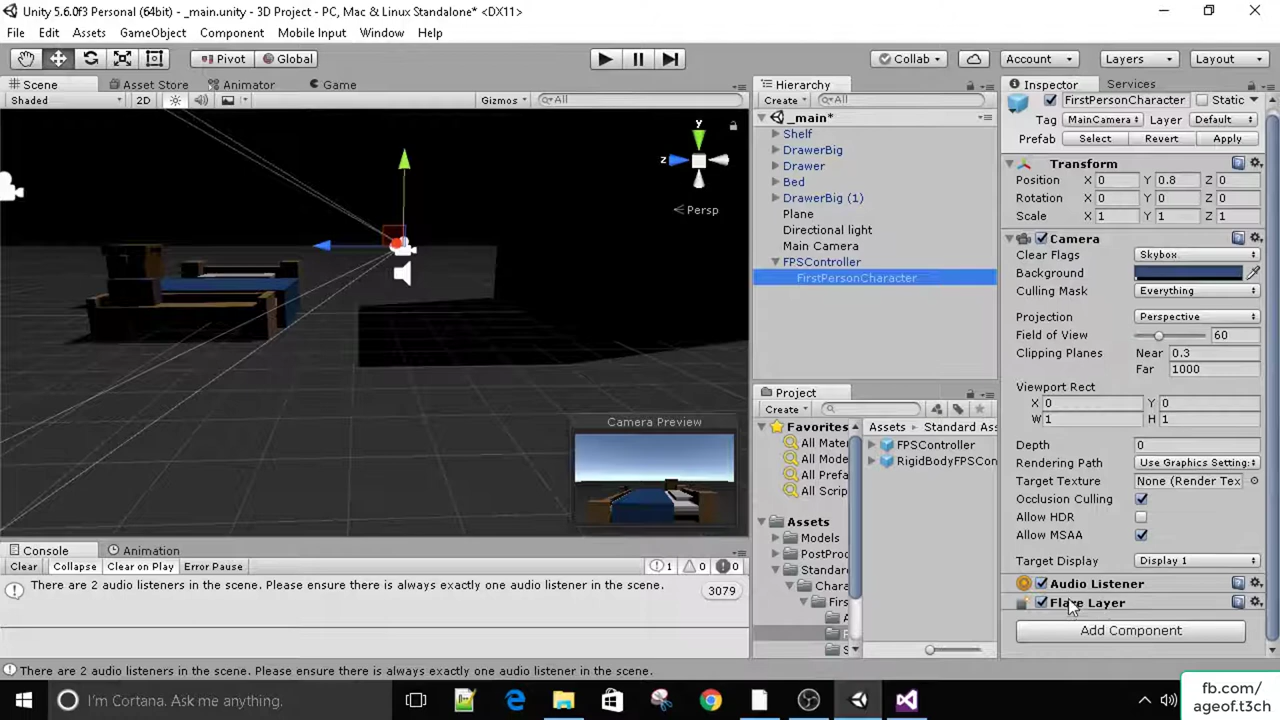 Unity 5.6.0f3 Personal (64bit) - _main.unity - 3D Project - PC, Mac & Linux Standalone* <DX11>
File Edit Assets GameObject Component Mobile Input Window Help
Pivot Global Collab Account Layers Layout
Scene Asset Store Animator Game
Shaded 2D Gizmos All
y
z
Persp
Camera Preview
Console Animation
Clear Collapse Clear on Play Error Pause 1 0 0
There are 2 audio listeners in the scene. Please ensure there is always exactly one audio listener in the scene. 3079
There are 2 audio listeners in the scene. Please ensure there is always exactly one audio listener in the scene.
Hierarchy
Create All
_main*
Shelf
DrawerBig
Drawer
Bed
DrawerBig (1)
Plane
Directional light
Main Camera
FPSController
FirstPersonCharacter
Project
Create
Favorites
All Mater
All Mode
All Prefa
All Scrip
Assets
Models
PostProc
Standar
Chara
Firs
Assets Standard Ass
FPSController
RigidBodyFPSCon
Inspector Services
FirstPersonCharacter Static
Tag MainCamera Layer Default
Prefab Select Revert Apply
Transform
Position X 0 Y 0.8 Z 0
Rotation X 0 Y 0 Z 0
Scale X 1 Y 1 Z 1
Camera
Clear Flags Skybox
Background
Culling Mask Everything
Projection Perspective
Field of View 60
Clipping Planes Near 0.3
Far 1000
Viewport Rect
X 0 Y 0
W 1 H 1
Depth 0
Rendering Path Use Graphics Setting:
Target Texture None (Render Tex
Occlusion Culling
Allow HDR
Allow MSAA
Target Display Display 1
Audio Listener
Flare Layer
Add Component
I'm Cortana. Ask me anything.
fb.com/
ageof.t3ch